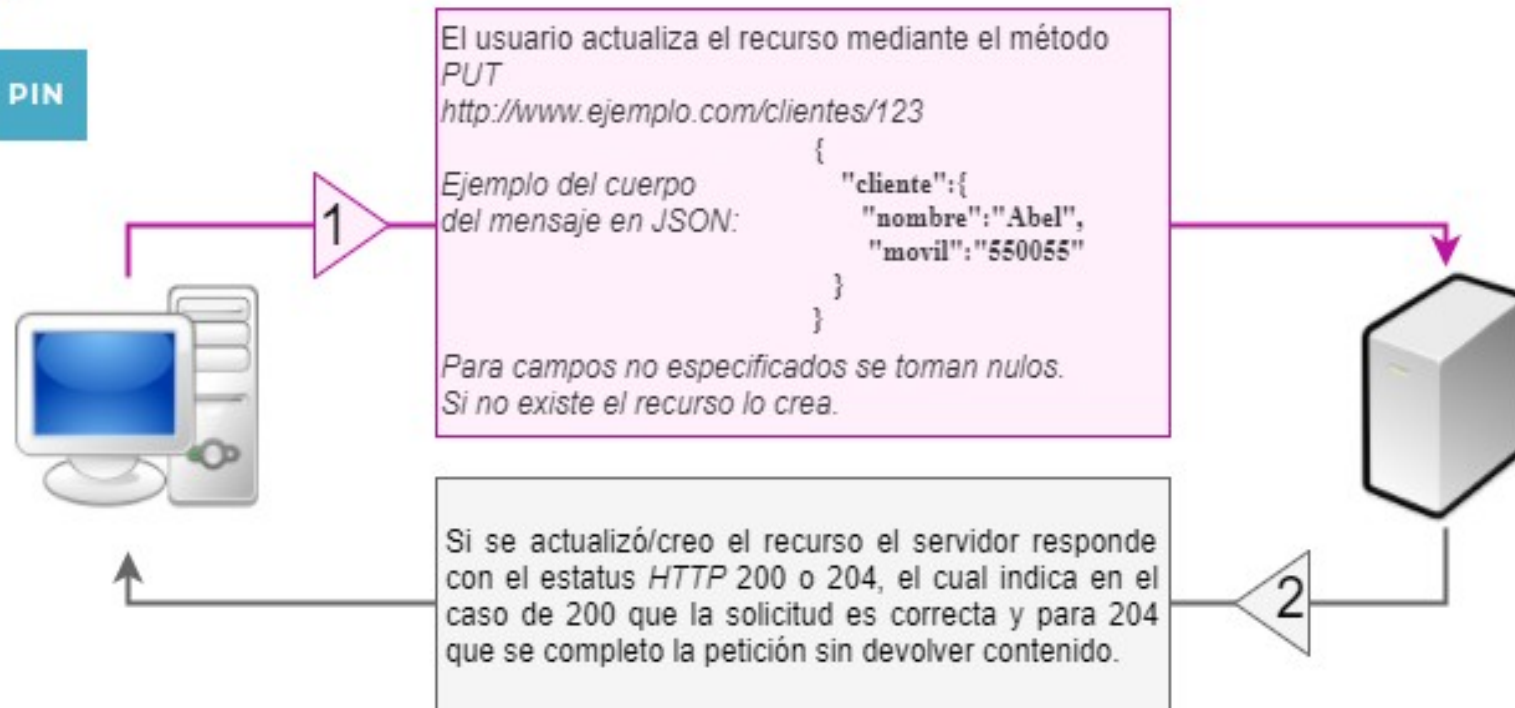 PIN
El usuario actualiza el recurso mediante el método
PUT
http://www.ejemplo.com/clientes/123
{
Ejemplo del cuerpo "cliente":{
del mensaje en JSON: "nombre":"Abel",
"movil":"550055"
}
}
Para campos no especificados se toman nulos.
Si no existe el recurso lo crea.
1
Si se actualizó/creo el recurso el servidor responde
con el estatus HTTP 200 o 204, el cual indica en el
caso de 200 que la solicitud es correcta y para 204
que se completo la petición sin devolver contenido.
2